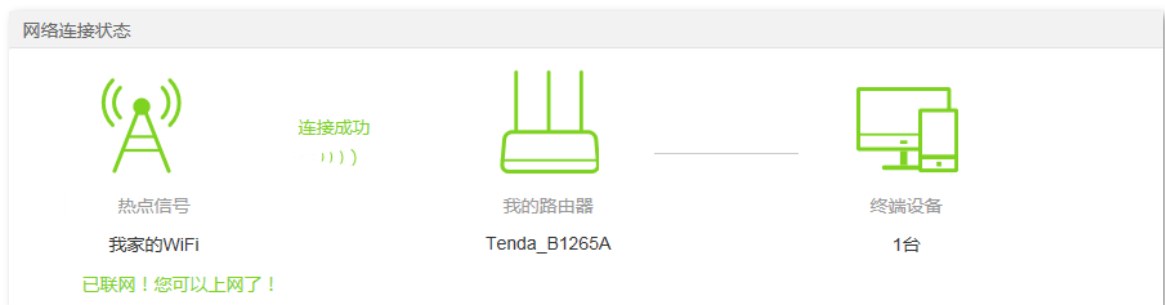 网络连接状态
连接成功
热点信号
我的路由器
终端设备
我家的WiFi
Tenda_B1265A
1台
已联网！您可以上网了！